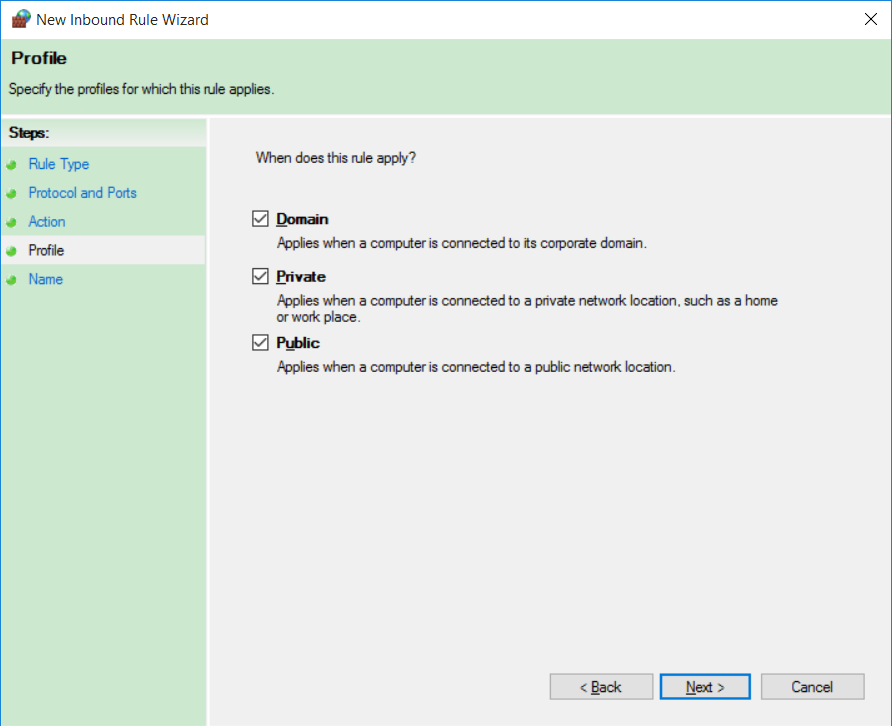 New Inbound Rule Wizard
Profile
Specify the profiles for which this rule applies.
Steps:
Rule Type
Protocol and Ports
Action
Profile
Name
When does this rule apply?
Domain
Applies when a computer is connected to its corporate domain.
Private
Applies when a computer is connected to a private network location, such as a home
or work place.
Public
Applies when a computer is connected to a public network location.
< Back
Next >
Cancel